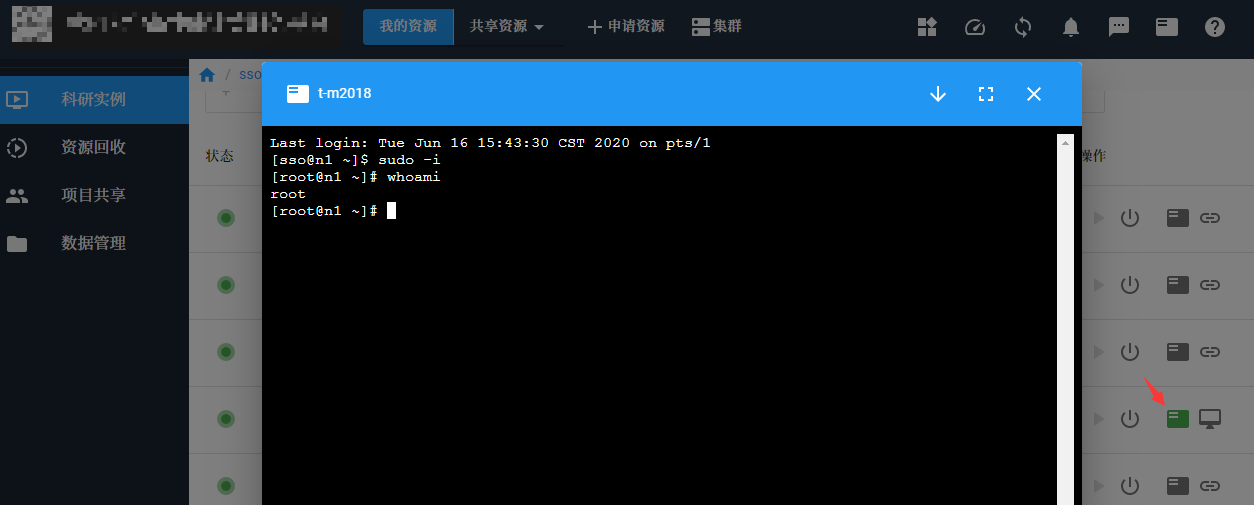 我的资源
共享资源
申请资源
集群
/ sso
科研实例
资源回收
项目共享
数据管理
状态
操作
t-m2018
Last login: Tue Jun 16 15:43:30 CST 2020 on pts/1
[sso@n1 ~]$ sudo -i
[root@n1 ~]# whoami
root
[root@n1 ~]#